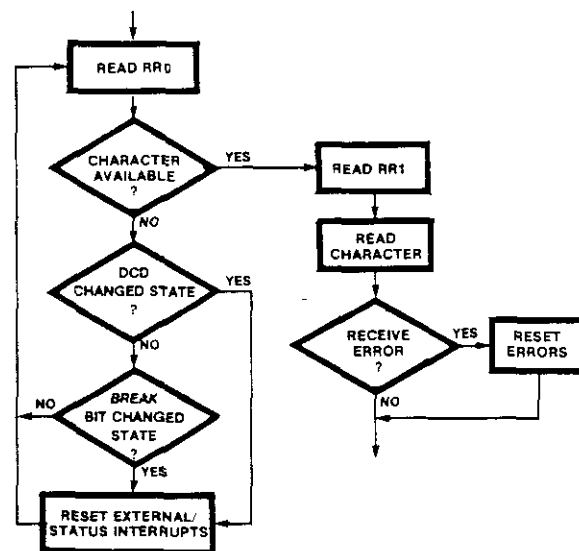 READ RR0
CHARACTER
AVAILABLE
?
YES
READ RR1
NO
READ
CHARACTER
DCD
CHANGED STATE
?
YES
NO
RECEIVE
ERROR
?
YES
RESET
ERRORS
NO
BREAK
BIT CHANGED
STATE
?
NO
YES
RESET EXTERNAL/
STATUS INTERRUPTS